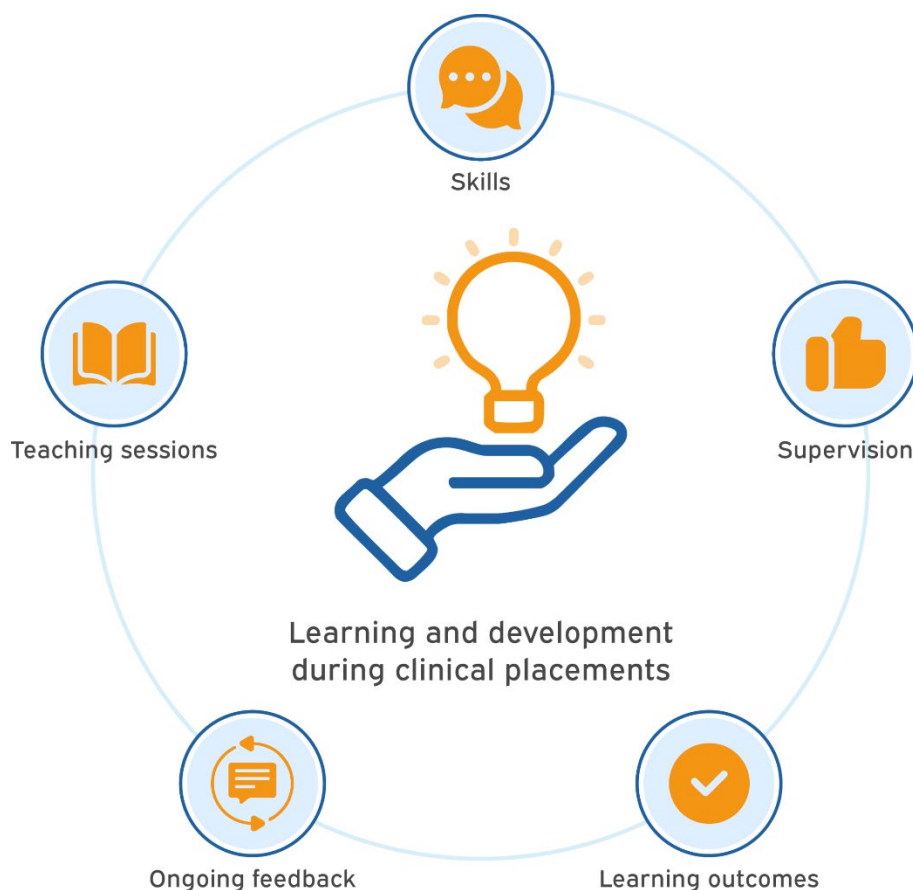 Skills
Teaching sessions
Supervision
Learning and development
during clinical placements
Ongoing feedback
Learning outcomes